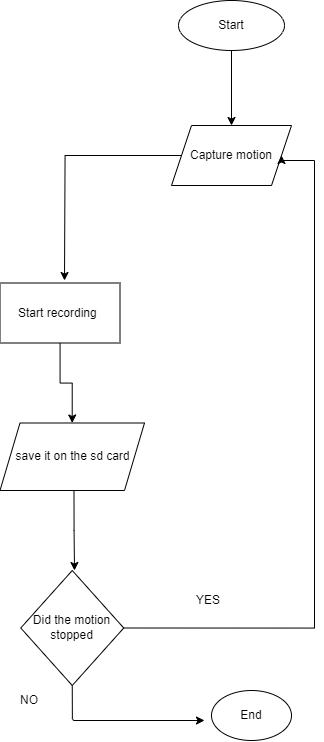 Start
Capture motion
Start recording
save it on the sd card
Did the motion
stopped
YES
NO
End